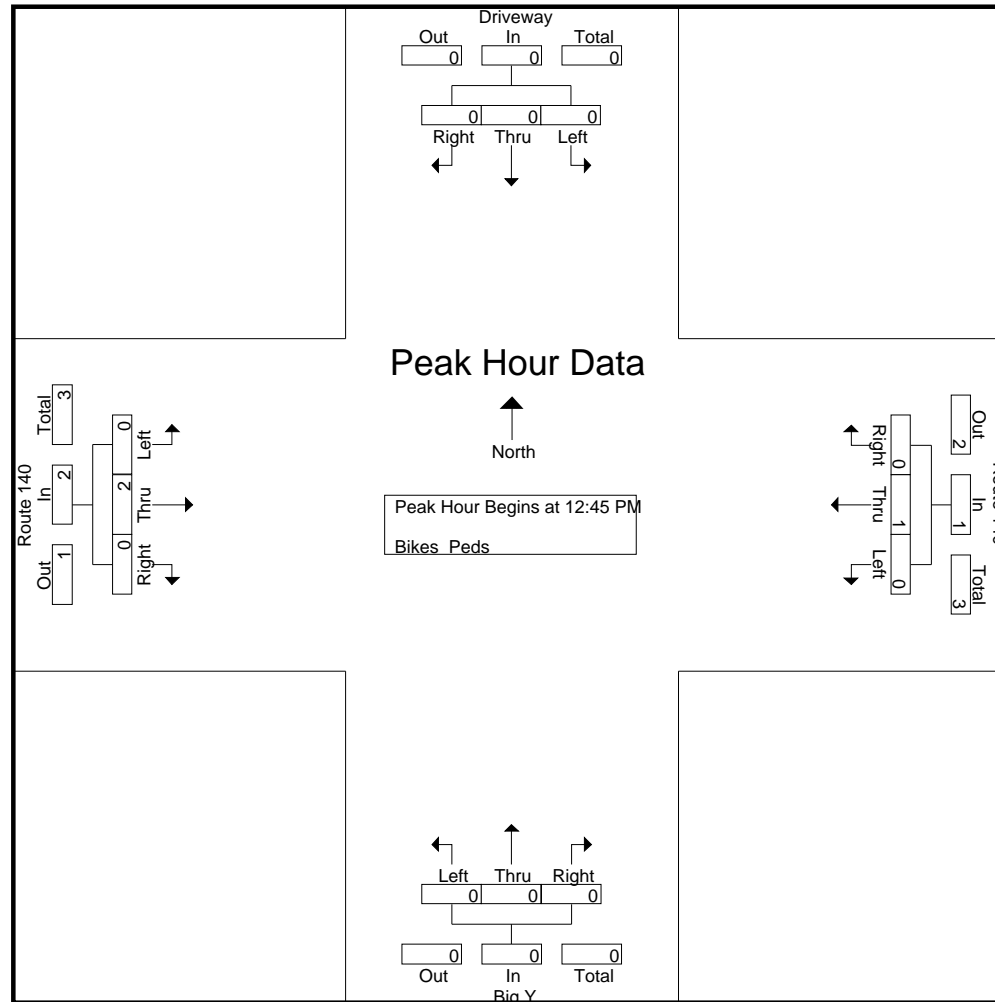 Driveway
Out In Total
0 0 0
0 0 0
Right Thru Left
Peak Hour Data
North
Peak Hour Begins at 12:45 PM
Bikes Peds
Route 140
Out In Total
1 2 3
Left Thru Right
0 2 0
Right Thru Left
0 1 0
Out In Total
2 1 3
Left Thru Right
0 0 0
0 0 0
Out In Total
Big Y